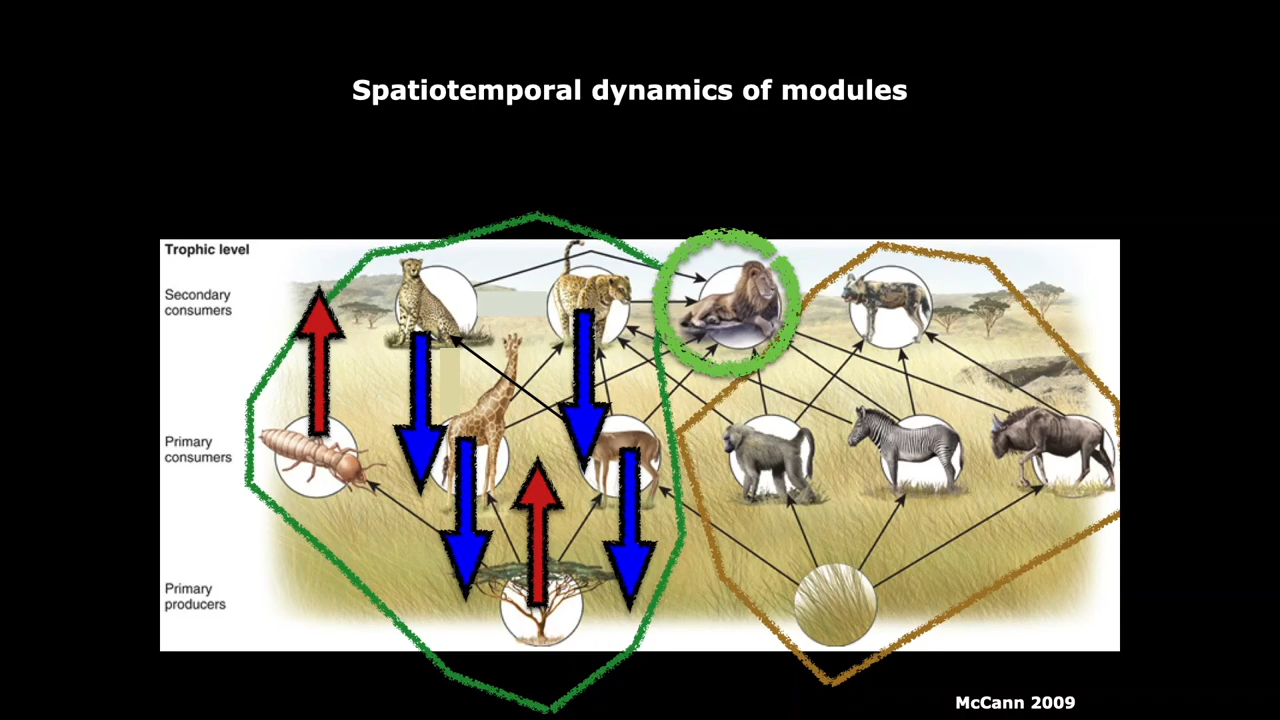 Spatiotemporal dynamics of modules
Trophic level
Secondary
consumers
Primary
consumers
Primary
producers
McCann 2009